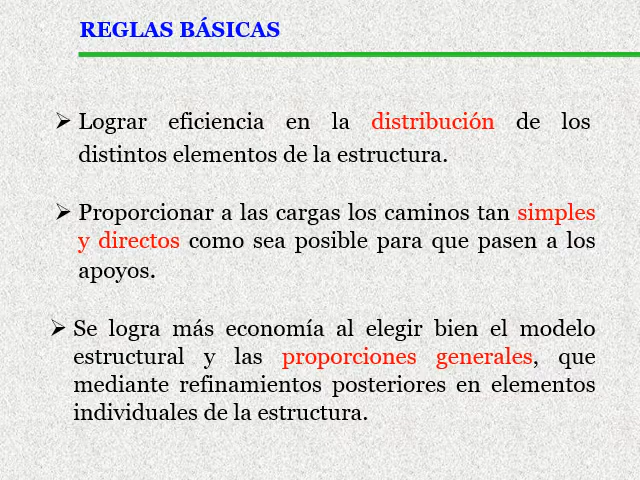 REGLAS BÁSICAS
➢ Lograr eficiencia en la distribución de los
distintos elementos de la estructura.
➢ Proporcionar a las cargas los caminos tan simples
y directos como sea posible para que pasen a los
apoyos.
➢ Se logra más economía al elegir bien el modelo
estructural y las proporciones generales, que
mediante refinamientos posteriores en elementos
individuales de la estructura.